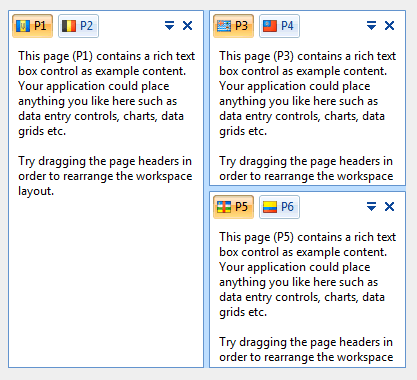 P1 P2
This page (P1) contains a rich text
box control as example content.
Your application could place
anything you like here such as
data entry controls, charts, data
grids etc.
Try dragging the page headers in
order to rearrange the workspace
layout.
P3 P4
This page (P3) contains a rich text
box control as example content.
Your application could place
anything you like here such as
data entry controls, charts, data
grids etc.
Try dragging the page headers in
order to rearrange the workspace
P5 P6
This page (P5) contains a rich text
box control as example content.
Your application could place
anything you like here such as
data entry controls, charts, data
grids etc.
Try dragging the page headers in
order to rearrange the workspace